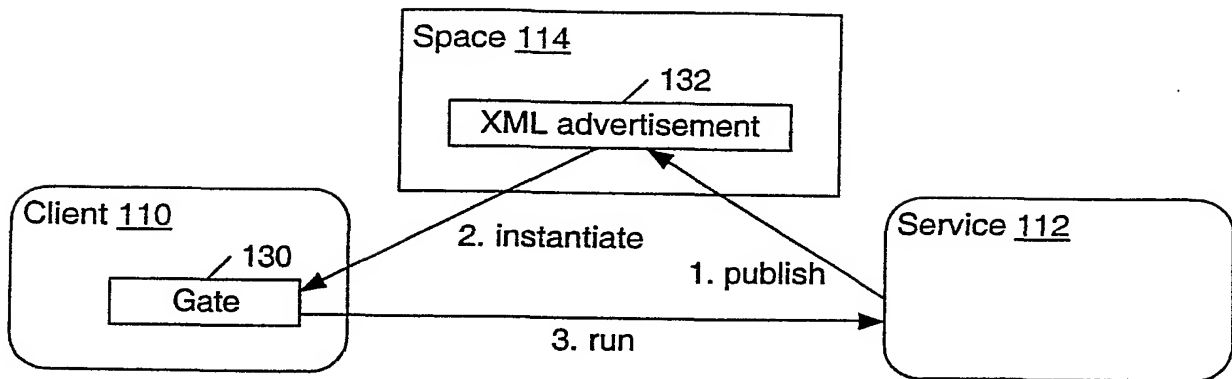 Space 114
132
XML advertisement
Client 110
2. instantiate
Service 112
130
1. publish
Gate
3. run